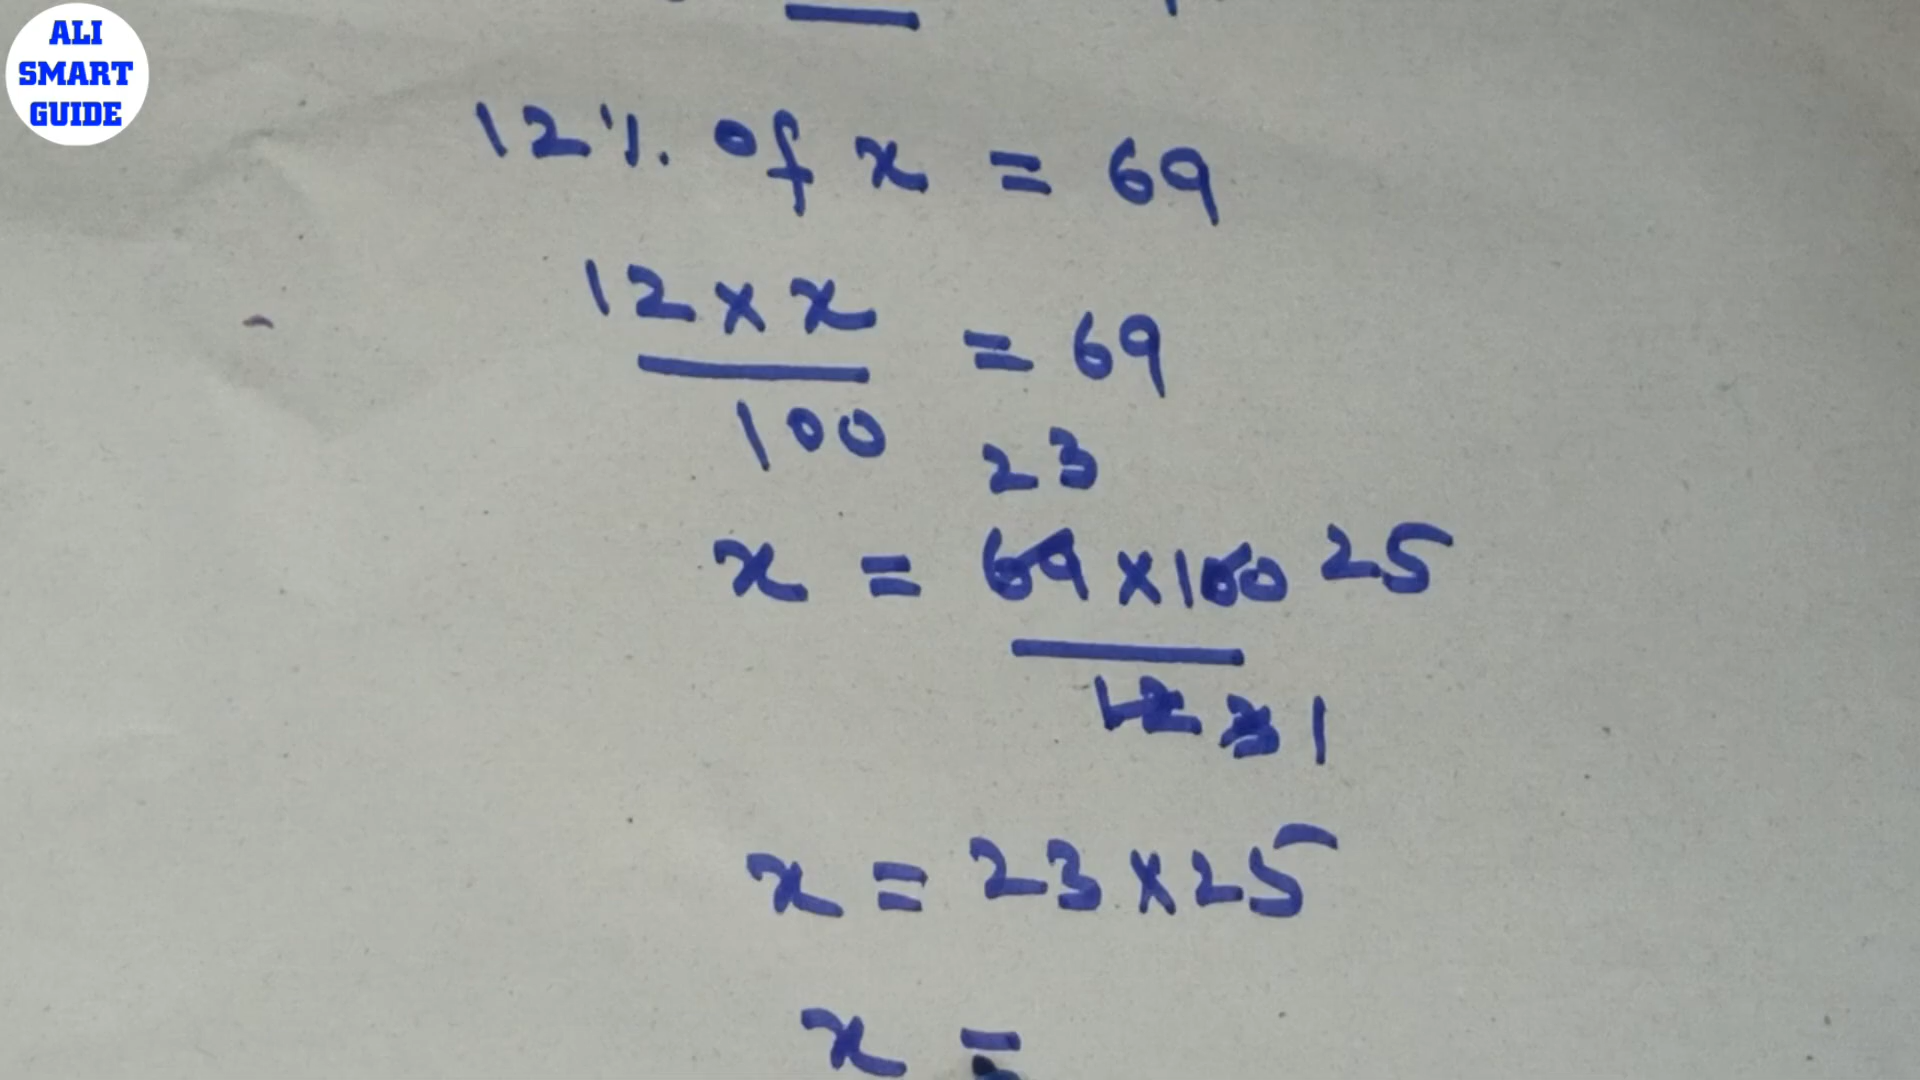 ALI
SMART
GUIDE
12% of x = 69
12 × x
= 69
100
23
x = 69 × 100 25
12 3 1
x = 23 × 25
x =